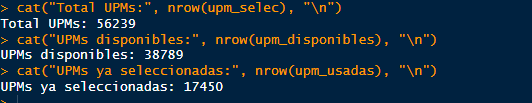 > cat("Total UPMs:", nrow(upm_selec), "\n")
Total UPMs: 56239
> cat("UPMs disponibles:", nrow(upm_disponibles), "\n")
UPMs disponibles: 38789
> cat("UPMs ya seleccionadas:", nrow(upm_usadas), "\n")
UPMs ya seleccionadas: 17450
>